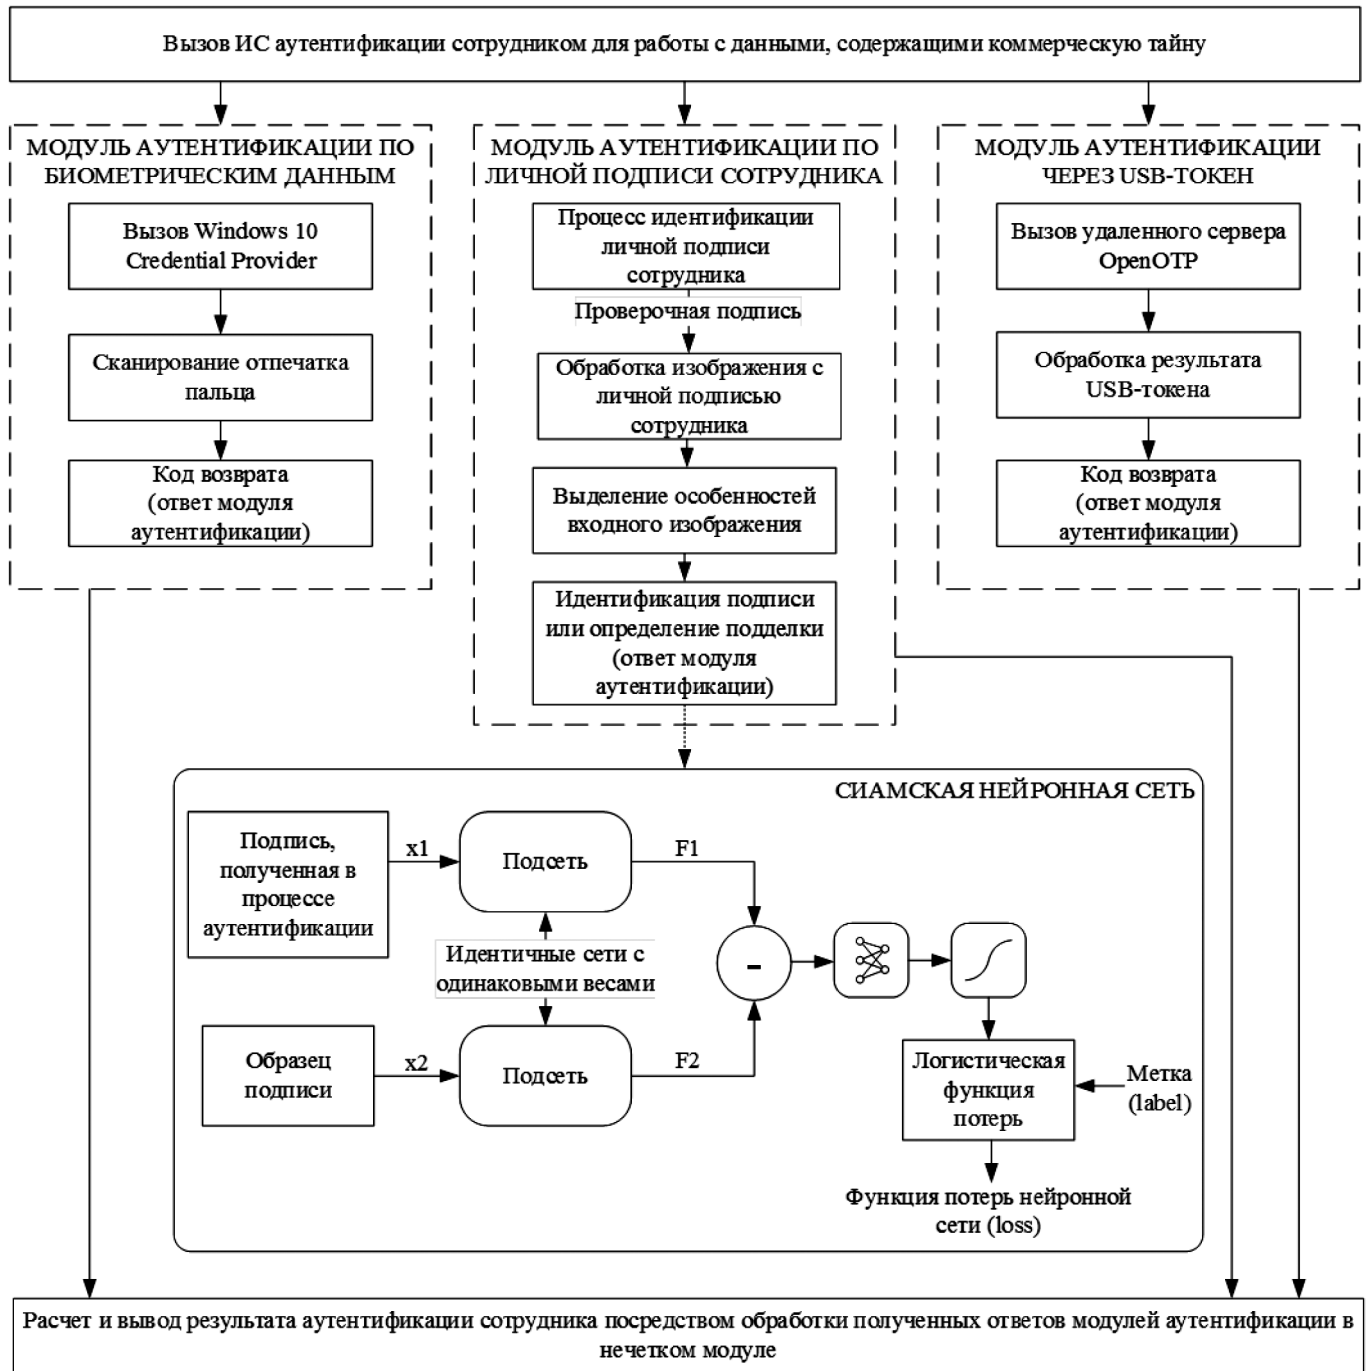 Вызов ИС аутентификации сотрудником для работы с данными, содержащими коммерческую тайну
МОДУЛЬ АУТЕНТИФИКАЦИИ ПО
БИОМЕТРИЧЕСКИМ ДАННЫМ
Вызов Windows 10
Credential Provider
Сканирование отпечатка
пальца
Код возврата
(ответ модуля
аутентификации)
МОДУЛЬ АУТЕНТИФИКАЦИИ ПО
ЛИЧНОЙ ПОДПИСИ СОТРУДНИКА
Процесс идентификации
личной подписи
сотрудника
Проверочная подпись
Обработка изображения с
личной подписью
сотрудника
Выделение особенностей
входного изображения
Идентификация подписи
или определение подделки
(ответ модуля
аутентификации)
МОДУЛЬ АУТЕНТИФИКАЦИИ
ЧЕРЕЗ USB-ТОКЕН
Вызов удаленного сервера
OpenOTP
Обработка результата
USB-токена
Код возврата
(ответ модуля
аутентификации)
СИАМСКАЯ НЕЙРОННАЯ СЕТЬ
Подпись,
полученная в
процессе
аутентификации
x1
Подсеть
F1
Идентичные сети с
одинаковыми весами
-
Образец
подписи
x2
Подсеть
F2
Логистическая
функция
потерь
Метка
(label)
Функция потерь нейронной
сети (loss)
Расчет и вывод результата аутентификации сотрудника посредством обработки полученных ответов модулей аутентификации в
нечетком модуле